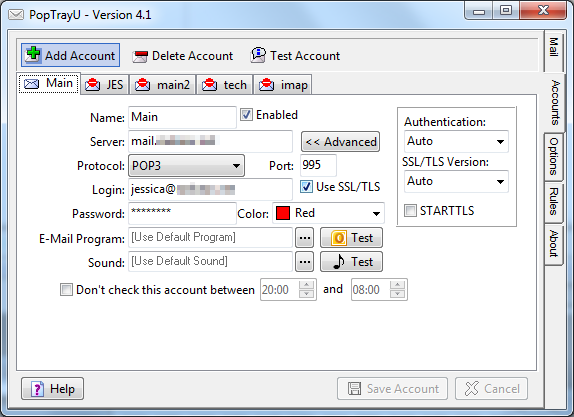 PopTrayU - Version 4.1
Add Account Delete Account Test Account
Main JES main2 tech imap
Name: Main Enabled
Server: mail. << Advanced
Protocol: POP3 Port: 995
Login: jessica@ Use SSL/TLS
Password: ******** Color: Red
E-Mail Program: [Use Default Program] ... Test
Sound: [Use Default Sound] ... Test
Don't check this account between 20:00 and 08:00
Authentication:
Auto
SSL/TLS Version:
Auto
STARTTLS
Mail
Accounts
Options
Rules
About
Help Save Account Cancel